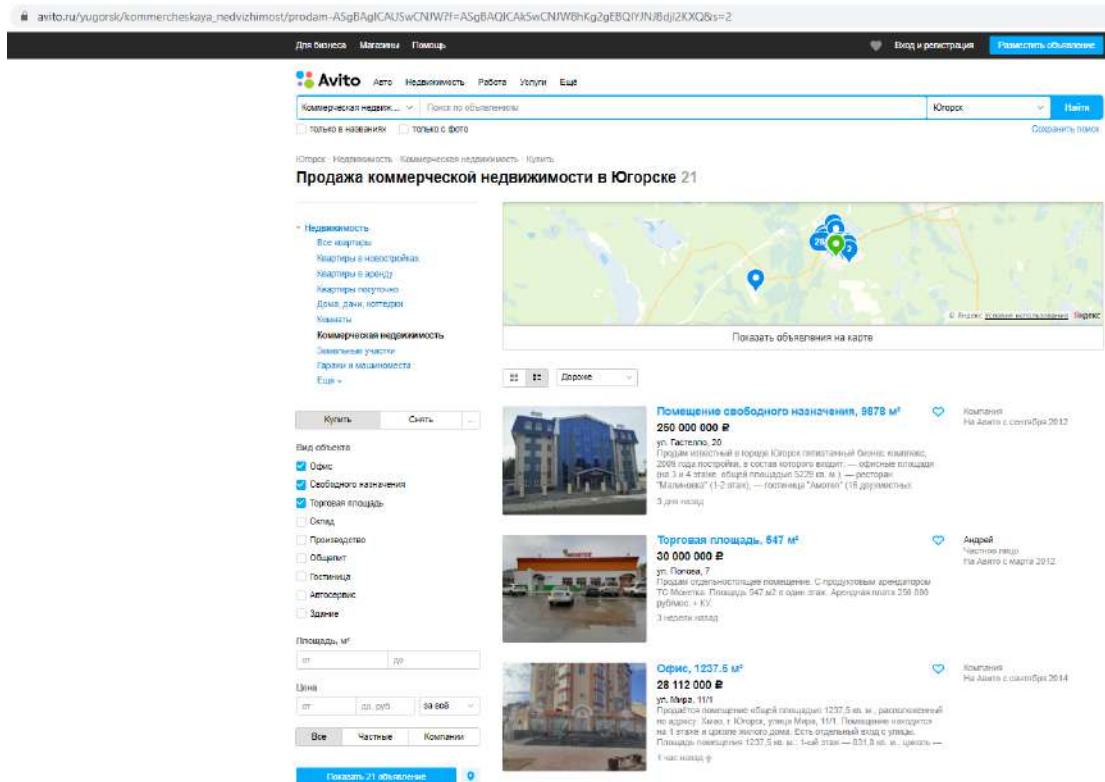 avito.ru/yugorsk/kommercheskaya_nedvizhimost/prodam-
Для бизнеса Магазины Помощь
Вход и регистрация Разместить объявление
Avito Авто Недвижимость Работа Услуги Ещё
Коммерческая недвиж... Поиск по объявлениям Югорск Найти
только в названиях только с фото Сохранить поиск
Югорск Недвижимость Коммерческая недвижимость Купить
Продажа коммерческой недвижимости в Югорске 21
Недвижимость
Все квартиры
Квартиры в новостройках
Квартиры в аренду
Квартиры посуточно
Дома, дачи, коттеджи
Комнаты
Коммерческая недвижимость
Земельные участки
Гаражи и машиноместа
Ещё
© Яндекс Условия использования Яндекс
Показать объявления на карте
Дороже
Купить Снять ...
Вид объекта
Офис
Свободного назначения
Торговая площадь
Склад
Производство
Общепит
Гостиница
Автосервис
Здание
Площадь, м²
от до
Цена
от до, руб. за всё
Все Частные Компании
Показать 21 объявление
Помещение свободного назначения, 9878 м²
250 000 000 ₽
ул. Гастелло, 20
Продам известный в городе Югорск пятиэтажный бизнес комплекс,
2006 года постройки, в состав которого входит: — офисные площади
(на 3 и 4 этаже, общей площадью 5229 кв. м.), — ресторан
"Малиновка" (1-2 этаж), — гостиница "Амотел" (18 двухместных
3 дня назад
Компания
На Авито с сентября 2012
Торговая площадь, 547 м²
30 000 000 ₽
ул. Попова, 7
Продам отдельностоящее помещение. С продуктовым арендатором
ТС Монетка. Площадь 547 м2 в один этаж. Арендная плата 250 000
руб/мес. + КУ.
3 недели назад
Андрей
Частное лицо
На Авито с марта 2012
Офис, 1237.5 м²
28 112 000 ₽
ул. Мира, 11/1
Продаётся помещение общей площадью 1237,5 кв. м., расположенный
по адресу: Хмао, г. Югорск, улица Мира, 11/1. Помещение находится
на 1 этаже и цоколе жилого дома. Есть отдельный вход с улицы.
Площадь помещения 1237,5 кв. м.: 1-ый этаж — 831,8 кв. м., цоколь —
1 час назад
Компания
На Авито с сентября 2014